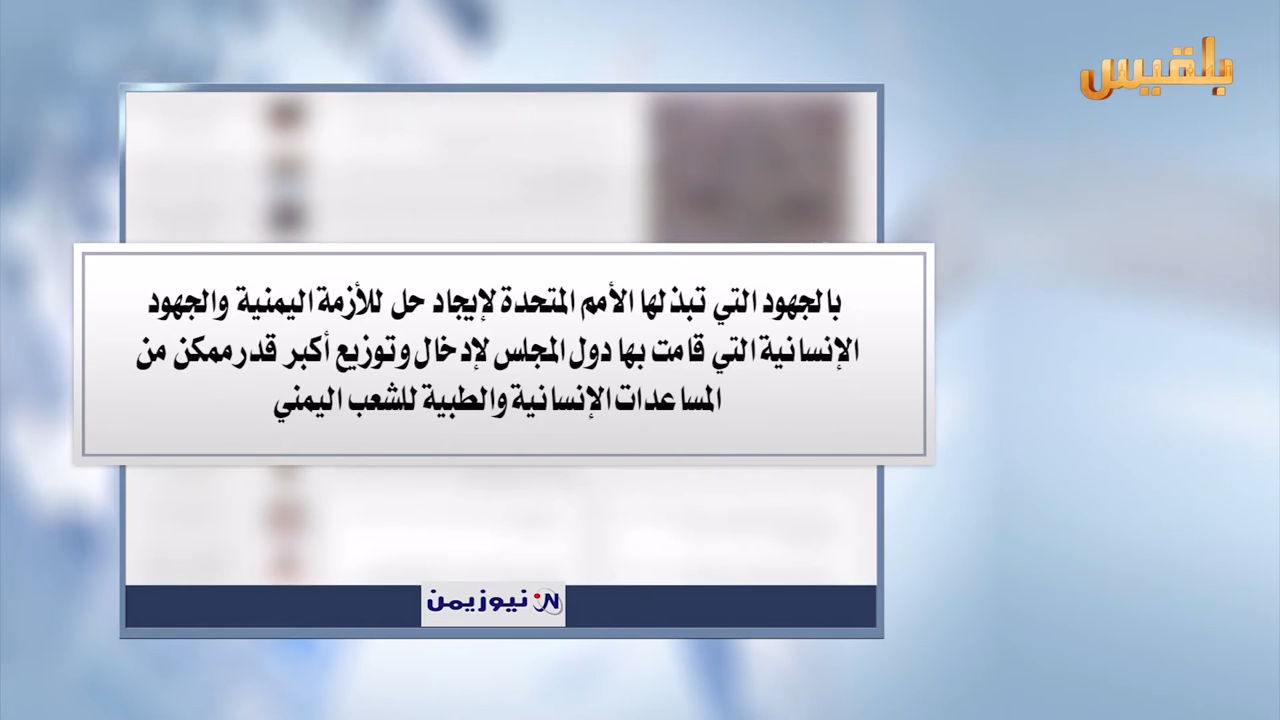 بلقيس
بالجهود التي تبذلها الأمم المتحدة لإيجاد حل للأزمة اليمنية والجهود
الإنسانية التي قامت بها دول المجلس لإدخال وتوزيع أكبر قدر ممكن من
المساعدات الإنسانية والطبية للشعب اليمني
نيوزيمن